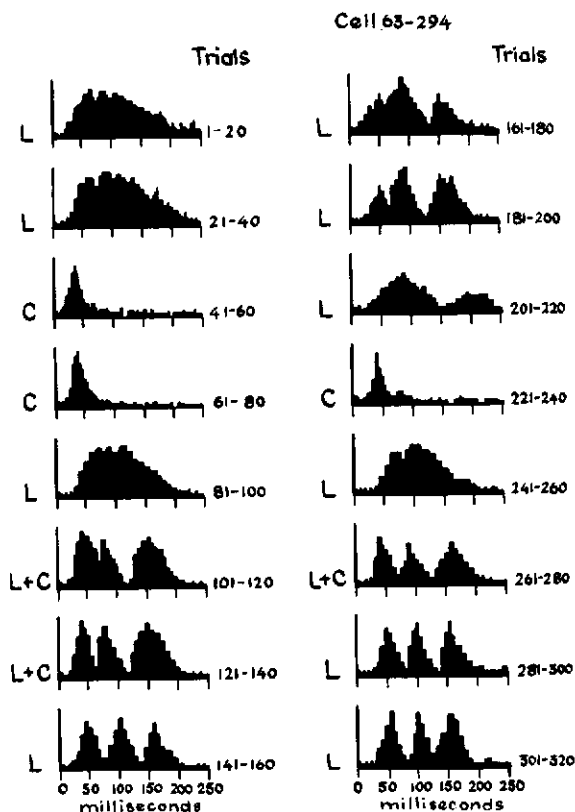 Cell 63-294
Trials
L 1-20
L 21-40
C 41-60
C 61-80
L 81-100
L+C 101-120
L+C 121-140
L 141-160
0 50 100 150 200 250
milliseconds
Trials
L 161-180
L 181-200
L 201-220
C 221-240
L 241-260
L+C 261-280
L 281-300
L 301-320
0 50 100 150 200 250
milliseconds